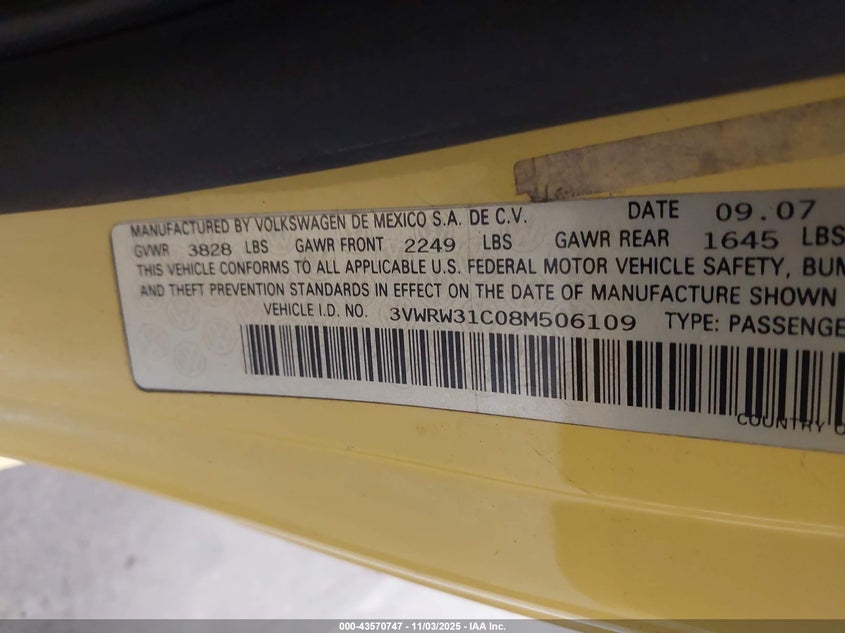 MANUFACTURED BY VOLKSWAGEN DE MEXICO S.A. DE C.V. DATE 09.07
GVWR 3828 LBS GAWR FRONT 2249 LBS GAWR REAR 1645 LBS
THIS VEHICLE CONFORMS TO ALL APPLICABLE U.S. FEDERAL MOTOR VEHICLE SAFETY, BUM
AND THEFT PREVENTION STANDARDS IN EFFECT ON THE DATE OF MANUFACTURE SHOWN
VEHICLE I.D. NO. 3VWRW31C08M506109 TYPE: PASSENGE
COUNTRY O
000-43570747 - 11/03/2025 - IAA Inc.